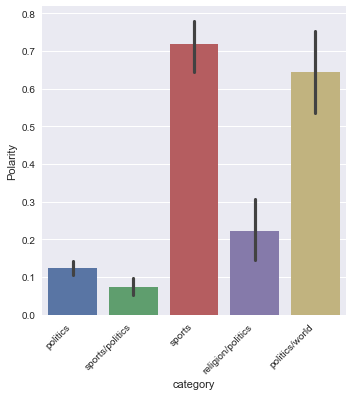 0.8
0.7
0.6
0.5
0.4
0.3
0.2
0.1
0.0
Polarity
politics
sports/politics
sports
religion/politics
politics/world
category